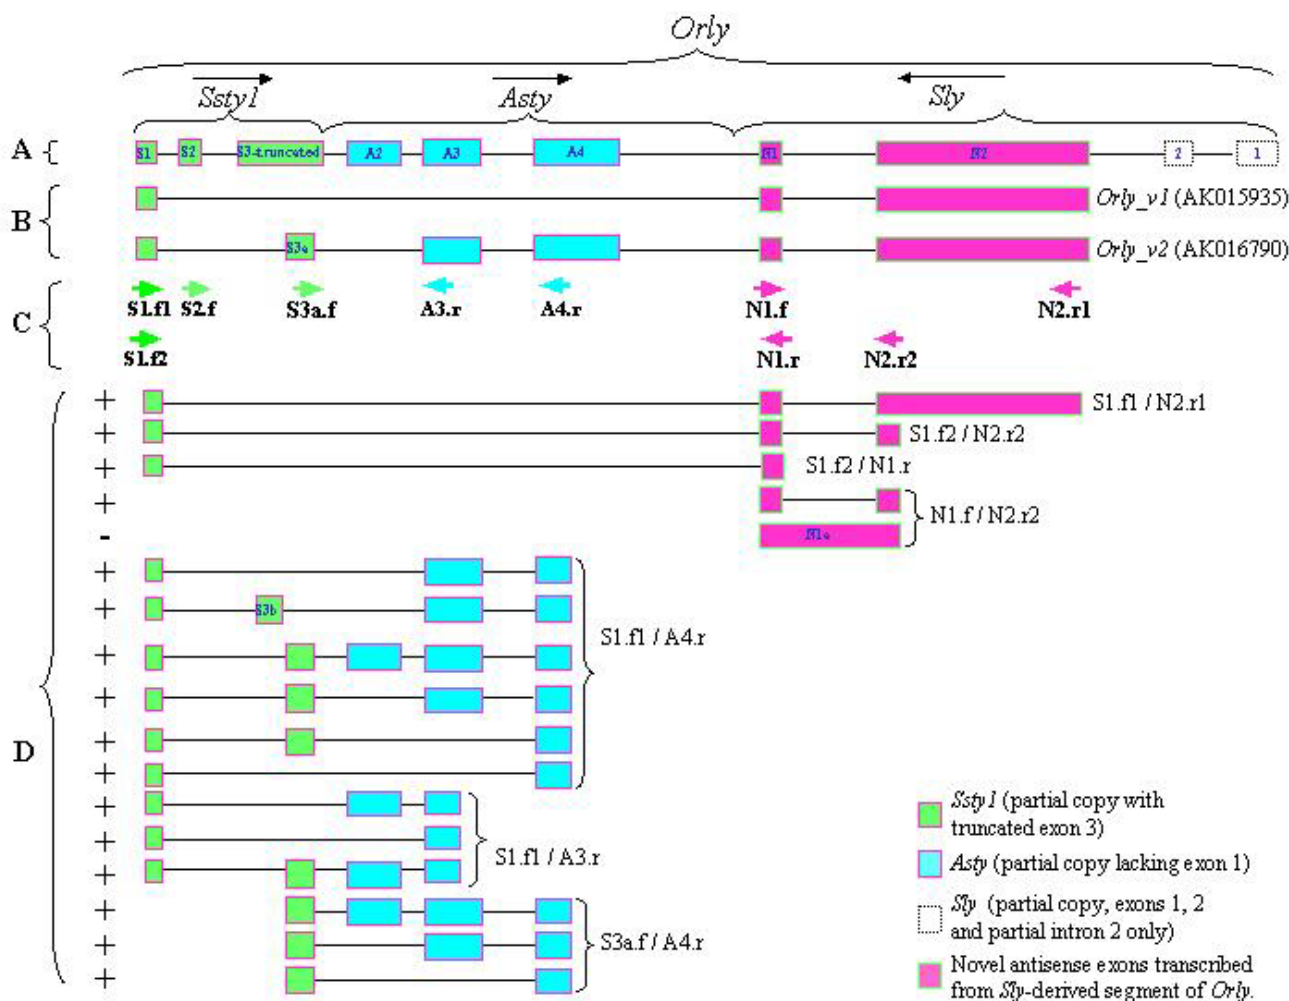 Orly
Ssty1 Asty Sly
A S1 S2 S3-truncated A2 A3 A4 N1 N2 2 1
B Orly_v1 (AK015935)
S3a Orly_v2 (AK016790)
C S1.f1 S2.f S3a.f A3.r A4.r N1.f N2.r1
S1.f2 N1.r N2.r2
D
+ S1.f1 / N2.r1
+ S1.f2 / N2.r2
+ S1.f2 / N1.r
+ N1.f / N2.r2
- N1a
+
+ S3b S1.f1 / A4.r
+
+
+
+
+
+ S1.f1 / A3.r
+
+
+ S3a.f / A4.r
+
Ssty1 (partial copy with
truncated exon 3)
Asty (partial copy lacking exon 1)
Sly (partial copy, exons 1, 2
and partial intron 2 only)
Novel antisense exons transcribed
from Sly-derived segment of Orly.